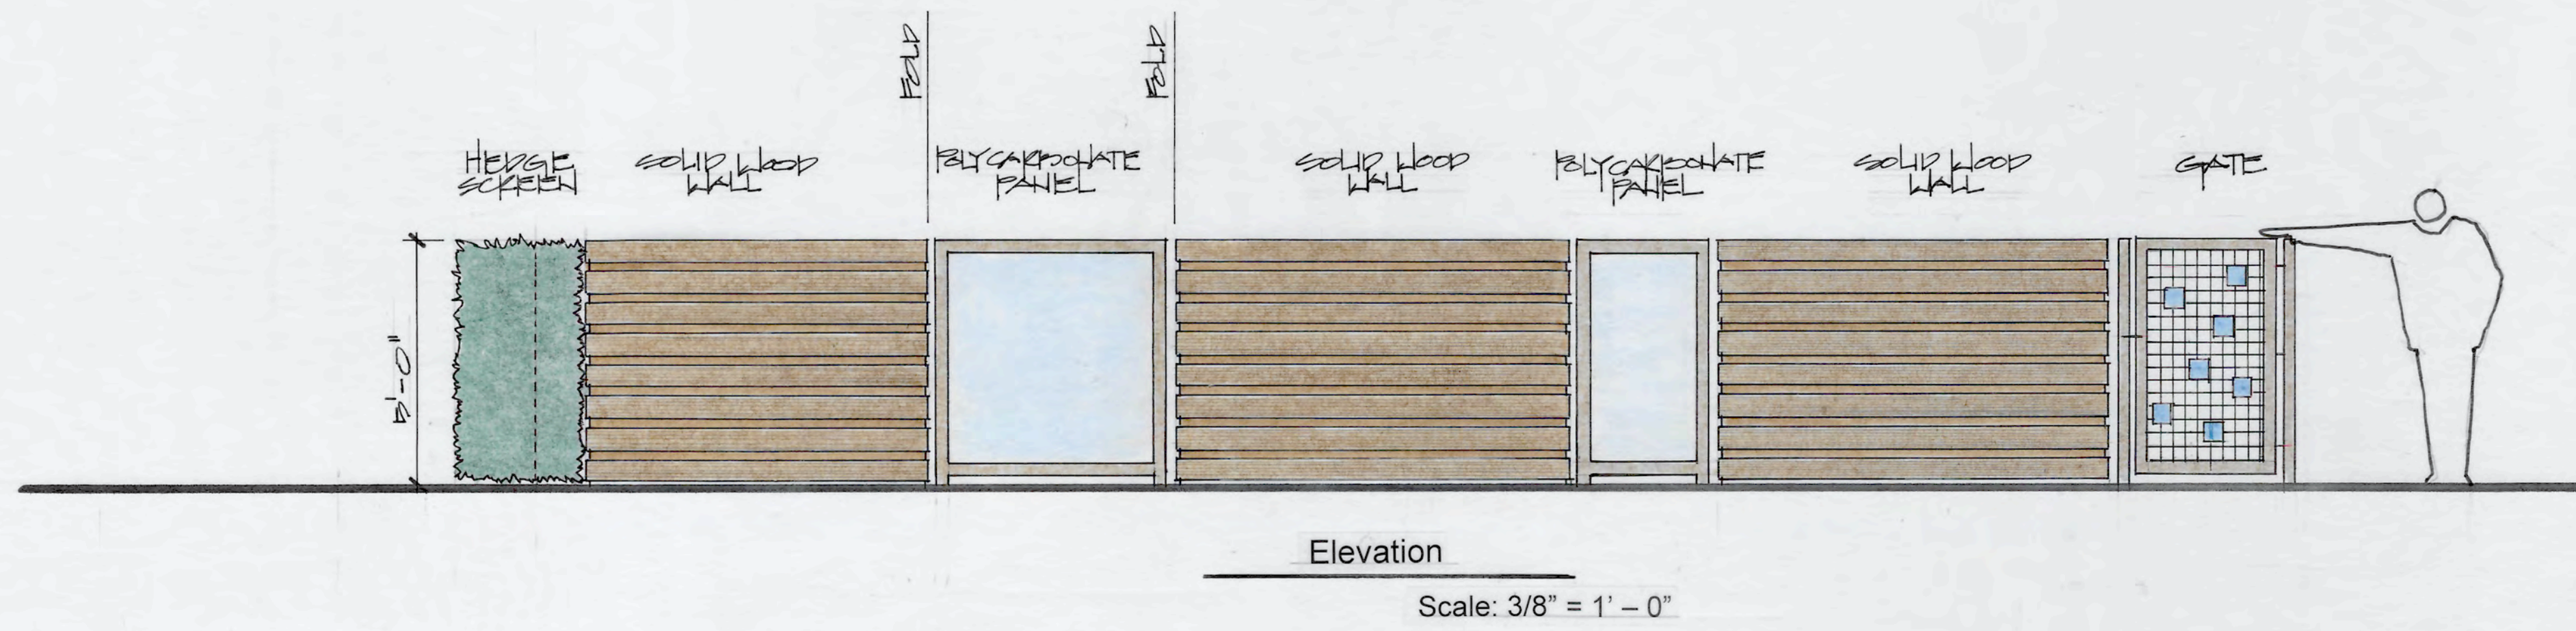 FOLD
FOLD
HEDGE
SCREEN
SOLID WOOD
WALL
POLYCARBONATE
PANEL
SOLID WOOD
WALL
POLYCARBONATE
PANEL
SOLID WOOD
WALL
GATE
5'-0"
Elevation
Scale: 3/8” = 1’ – 0”